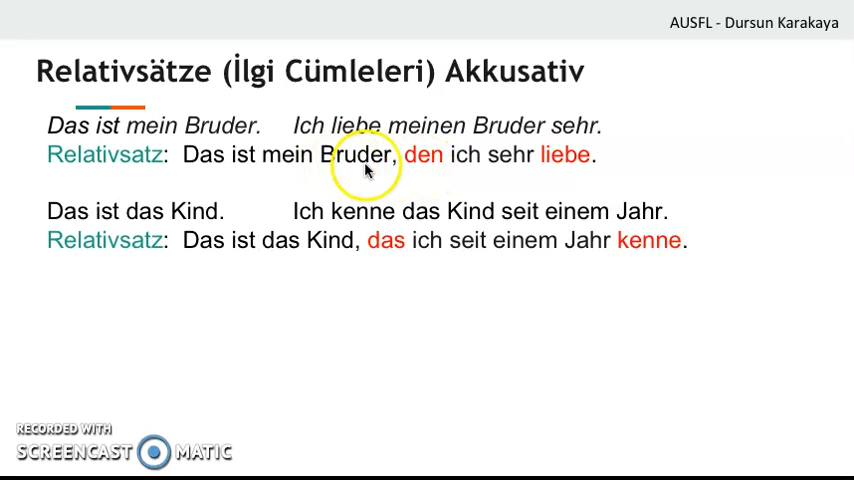 AUSFL - Dursun Karakaya
Relativsätze (İlgi Cümleleri) Akkusativ
Das ist mein Bruder. Ich liebe meinen Bruder sehr.
Relativsatz: Das ist mein Bruder, den ich sehr liebe.
Das ist das Kind. Ich kenne das Kind seit einem Jahr.
Relativsatz: Das ist das Kind, das ich seit einem Jahr kenne.
RECORDED WITH
SCREENCAST MATIC